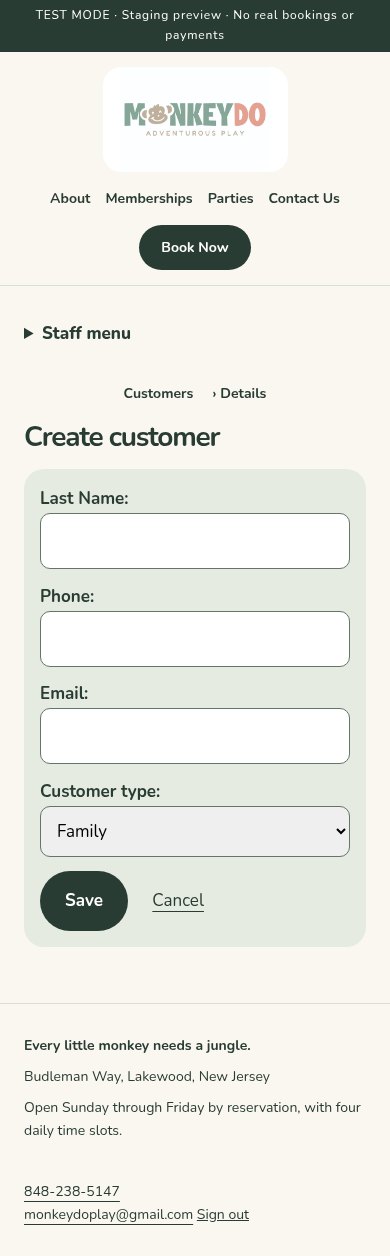 TEST MODE · Staging preview · No real bookings or
payments
MONKEYDO
ADVENTUROUS PLAY
About Memberships Parties Contact Us
Book Now
Staff menu
Customers › Details
Create customer
Last Name:
Phone:
Email:
Customer type:
Family
Save Cancel
Every little monkey needs a jungle.
Budleman Way, Lakewood, New Jersey
Open Sunday through Friday by reservation, with four
daily time slots.
848-238-5147
monkeydoplay@gmail.com Sign out